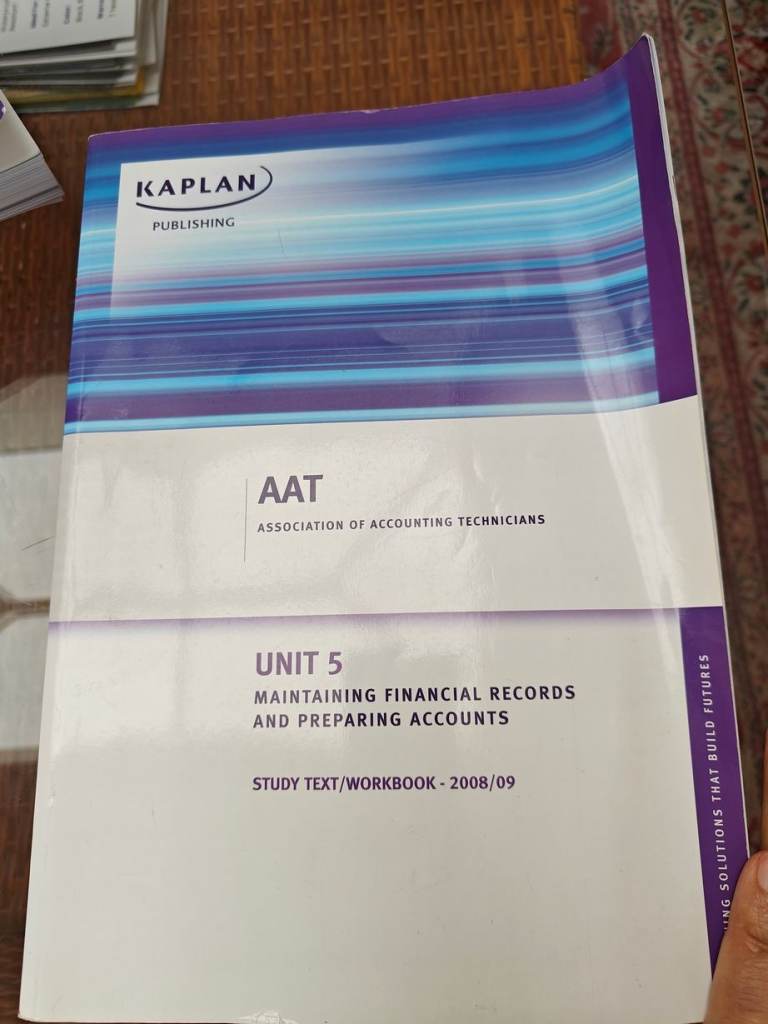 KAPLAN
PUBLISHING
AAT
ASSOCIATION OF ACCOUNTING TECHNICIANS
UNIT 5
MAINTAINING FINANCIAL RECORDS
AND PREPARING ACCOUNTS
STUDY TEXT/WORKBOOK - 2008/09
SOLUTIONS THAT BUILD FUTURES